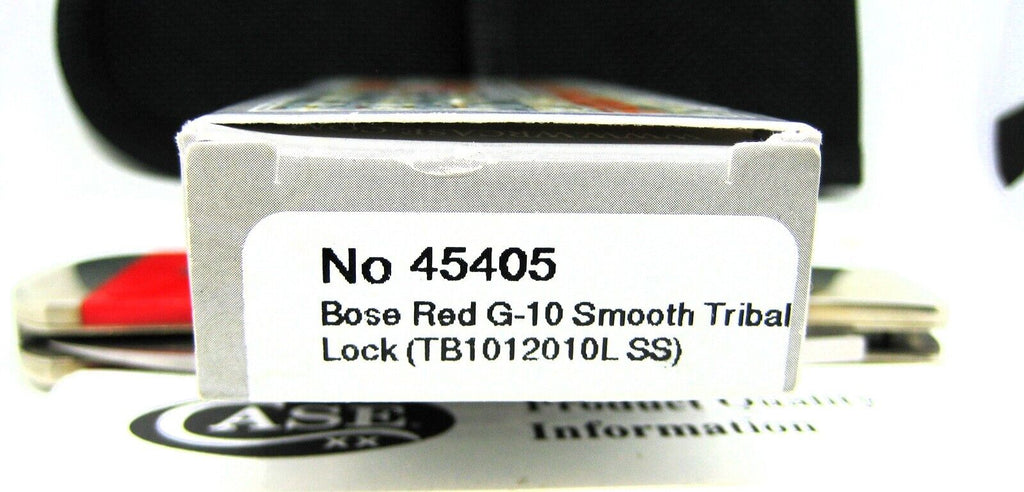 No 45405
Bose Red G-10 Smooth Tribal
Lock (TB1012010L SS)
CASE
XX
Product Quality
Information